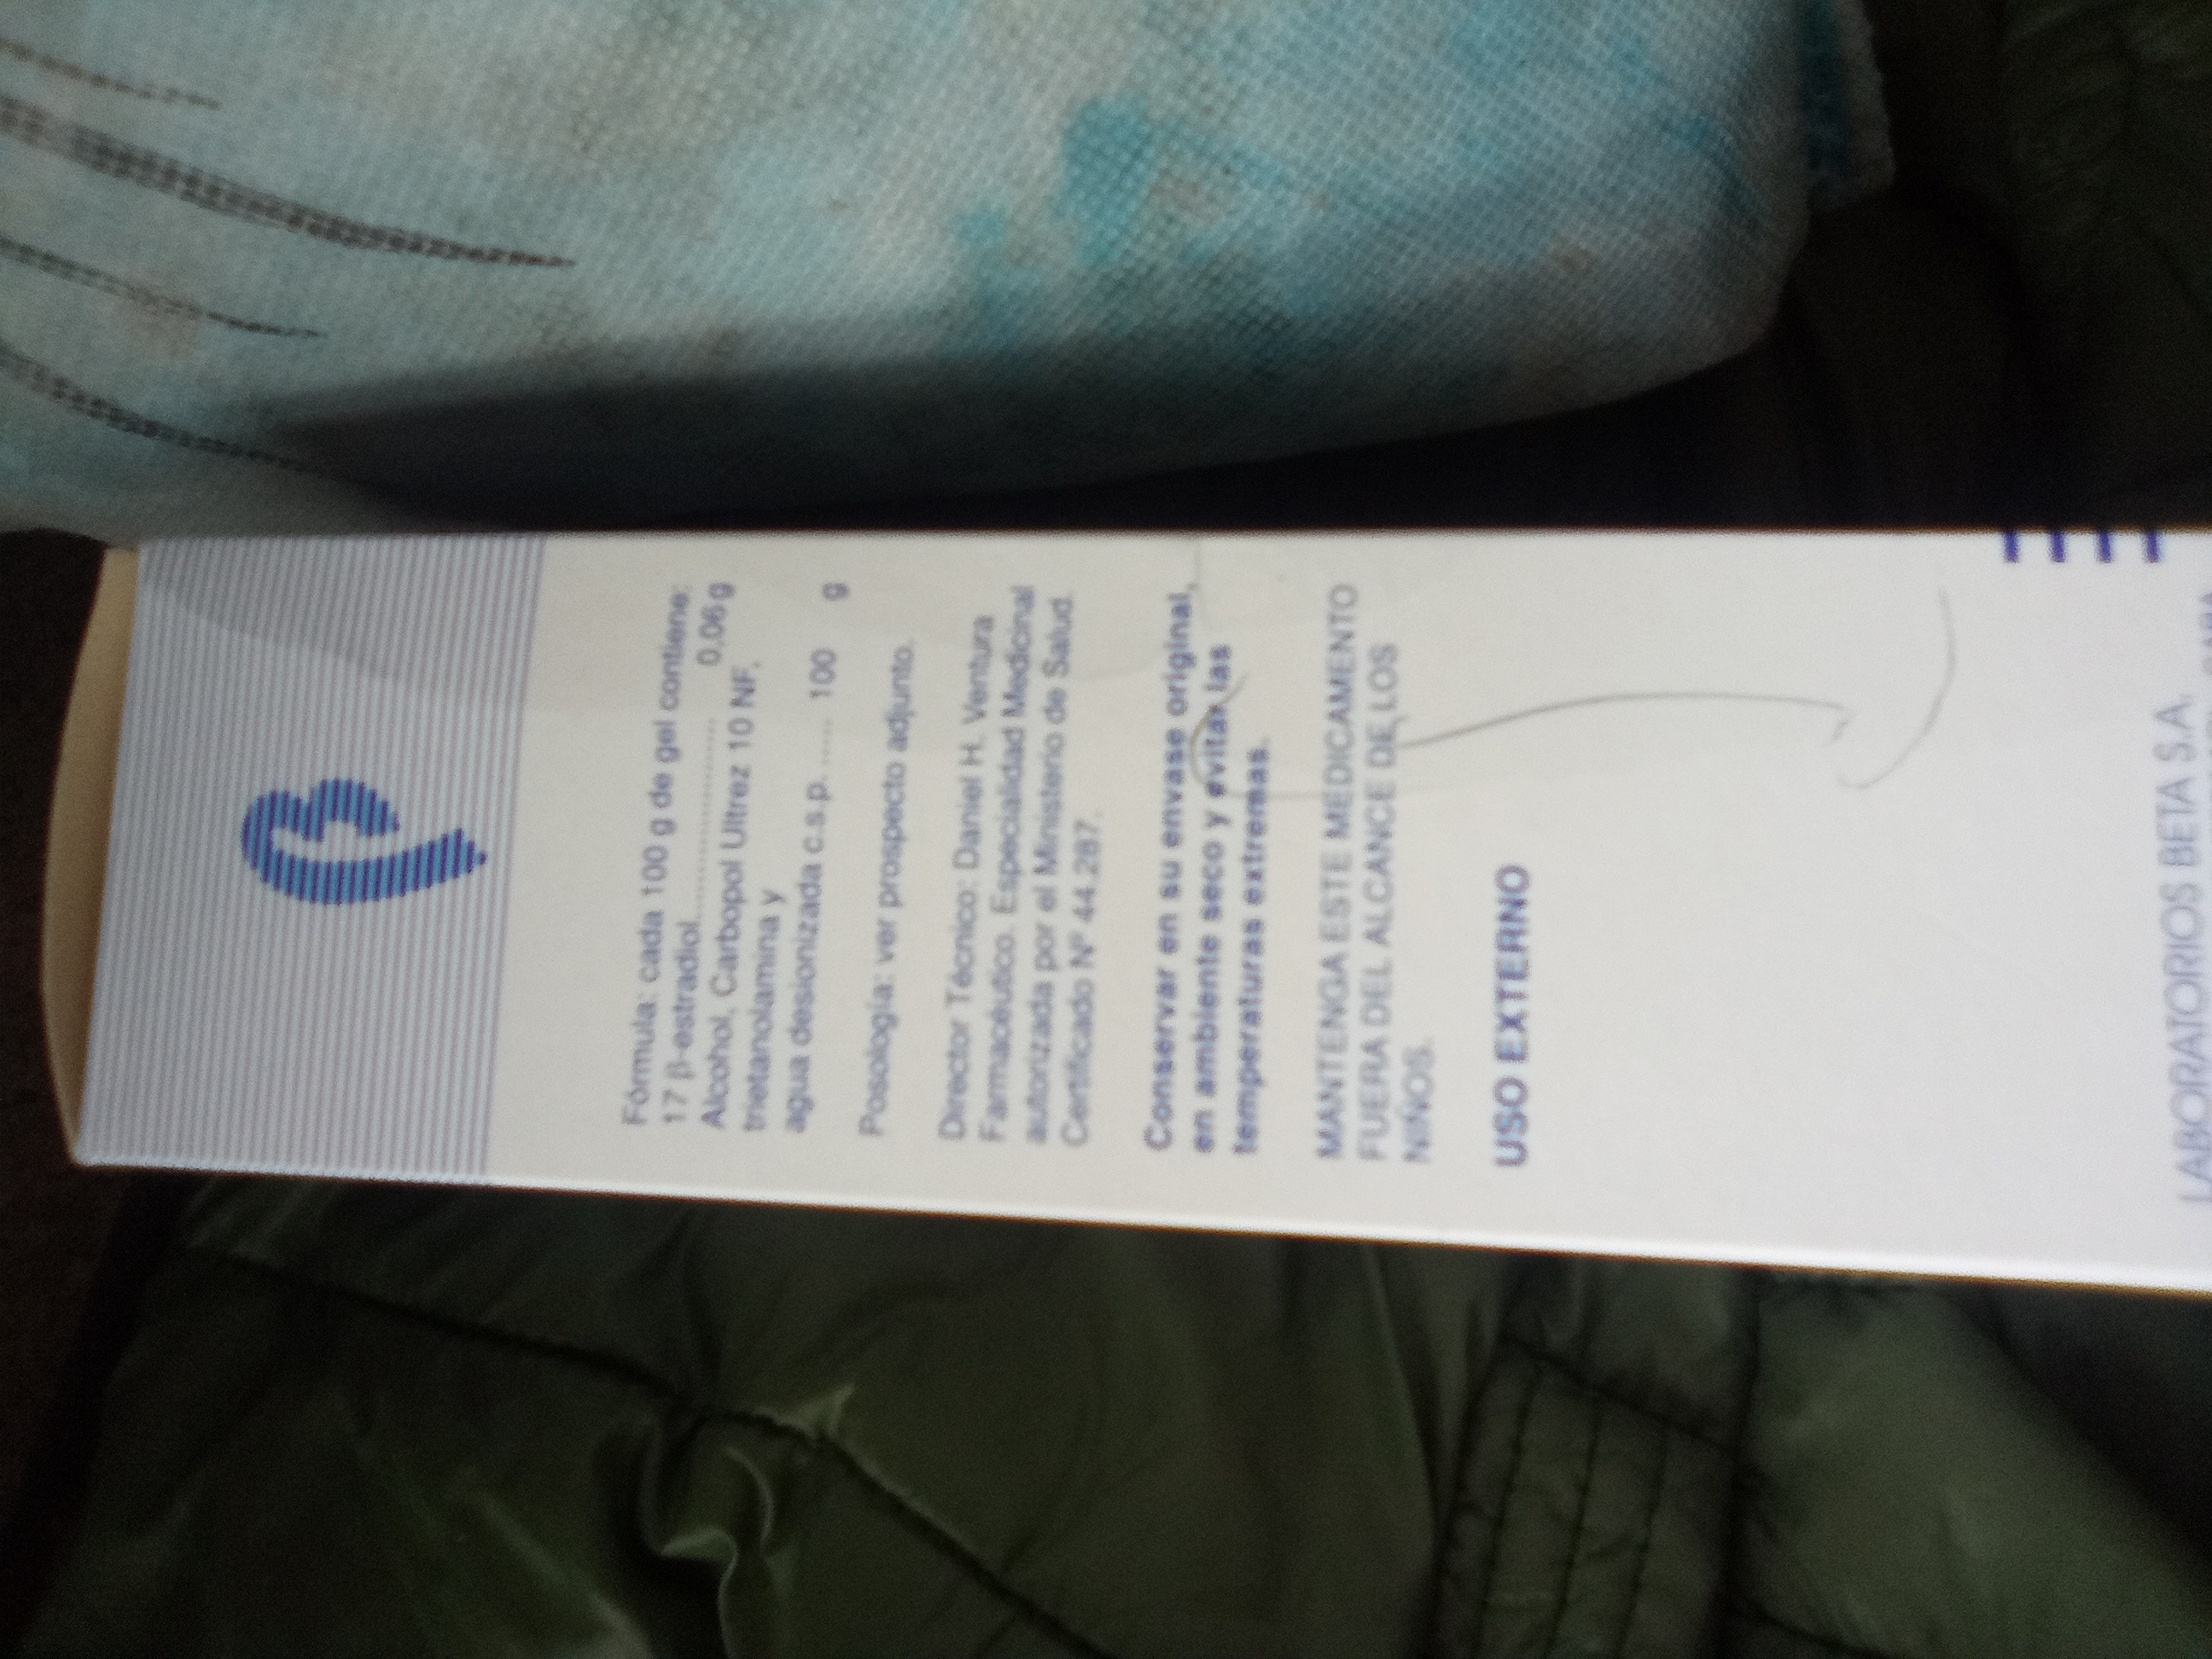 Fórmula: cada 100 g de gel contiene:
17 β-estradiol............................ 0,06g
Alcohol, Carbopol Ultrez 10 NF,
trietanolamina y
agua desionizada c.s.p. ....... 100 g
Posología: ver prospecto adjunto.
Director Técnico: Daniel H. Ventura
Farmacéutico. Especialidad Medicinal
autorizada por el Ministerio de Salud.
Certificado Nº 44.287.
Conservar en su envase original,
en ambiente seco y evitar las
temperaturas extremas.
MANTENGA ESTE MEDICAMENTO
FUERA DEL ALCANCE DE LOS
NIÑOS.
USO EXTERNO
LABORATORIOS BETA S.A.